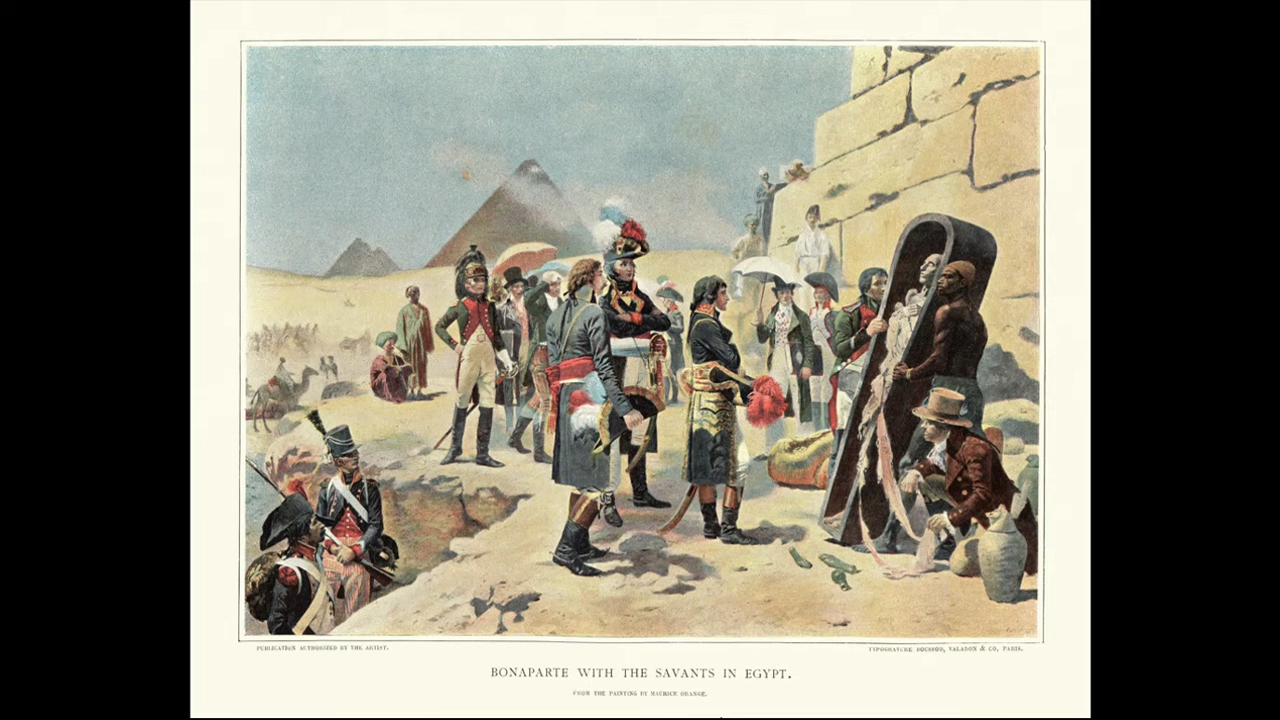 PUBLICATION AUTHORIZED BY THE ARTIST.
TYPOGRAVURE BOUSSOD, VALADON & CO, PARIS.
BONAPARTE WITH THE SAVANTS IN EGYPT.
FROM THE PAINTING BY MAURICE ORANGE.